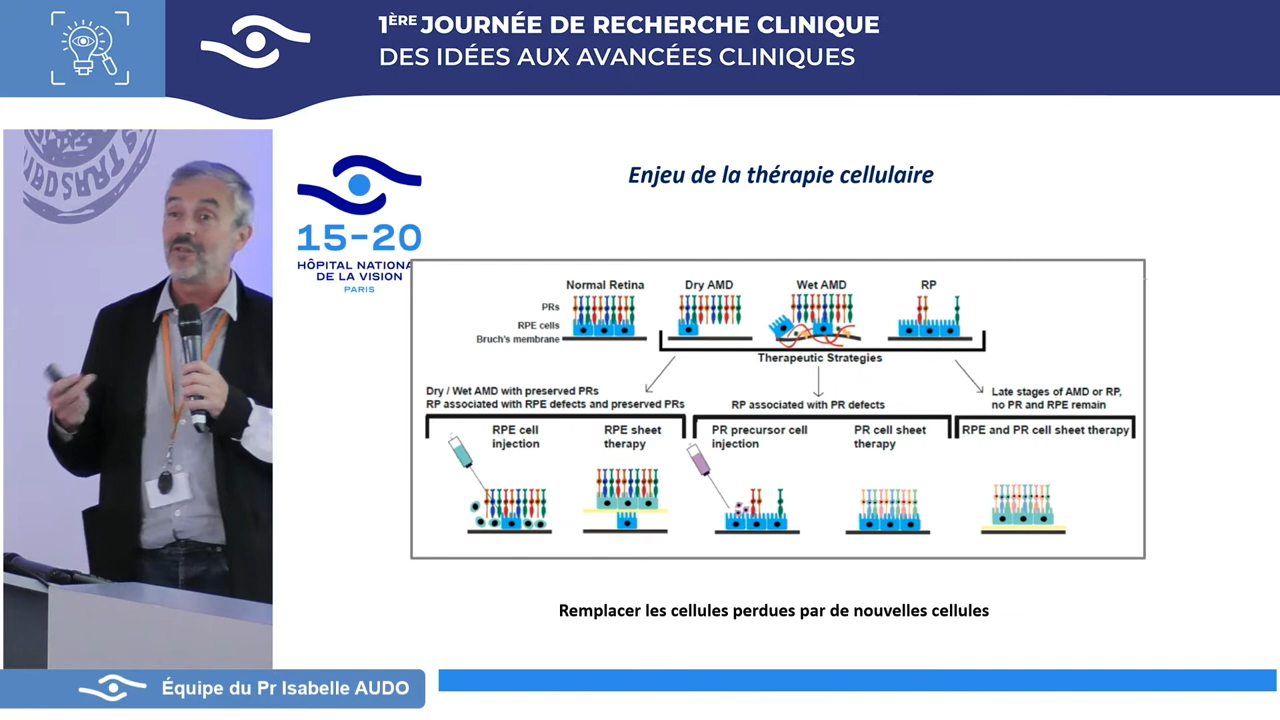 1ÈRE JOURNÉE DE RECHERCHE CLINIQUE
DES IDÉES AUX AVANCÉES CLINIQUES
STRASBO
15-20
HÔPITAL NATIONA
DE LA VISION
PARIS
Enjeu de la thérapie cellulaire
Normal Retina
Dry AMD
Wet AMD
RP
PRs
RPE cells
Bruch's membrane
Therapeutic Strategies
Dry / Wet AMD with preserved PRs
RP associated with RPE defects and preserved PRs
RP associated with PR defects
Late stages of AMD or RP,
no PR and RPE remain
RPE cell
injection
RPE sheet
therapy
PR precursor cell
injection
PR cell sheet
therapy
RPE and PR cell sheet therapy
Remplacer les cellules perdues par de nouvelles cellules
Équipe du Pr Isabelle AUDO